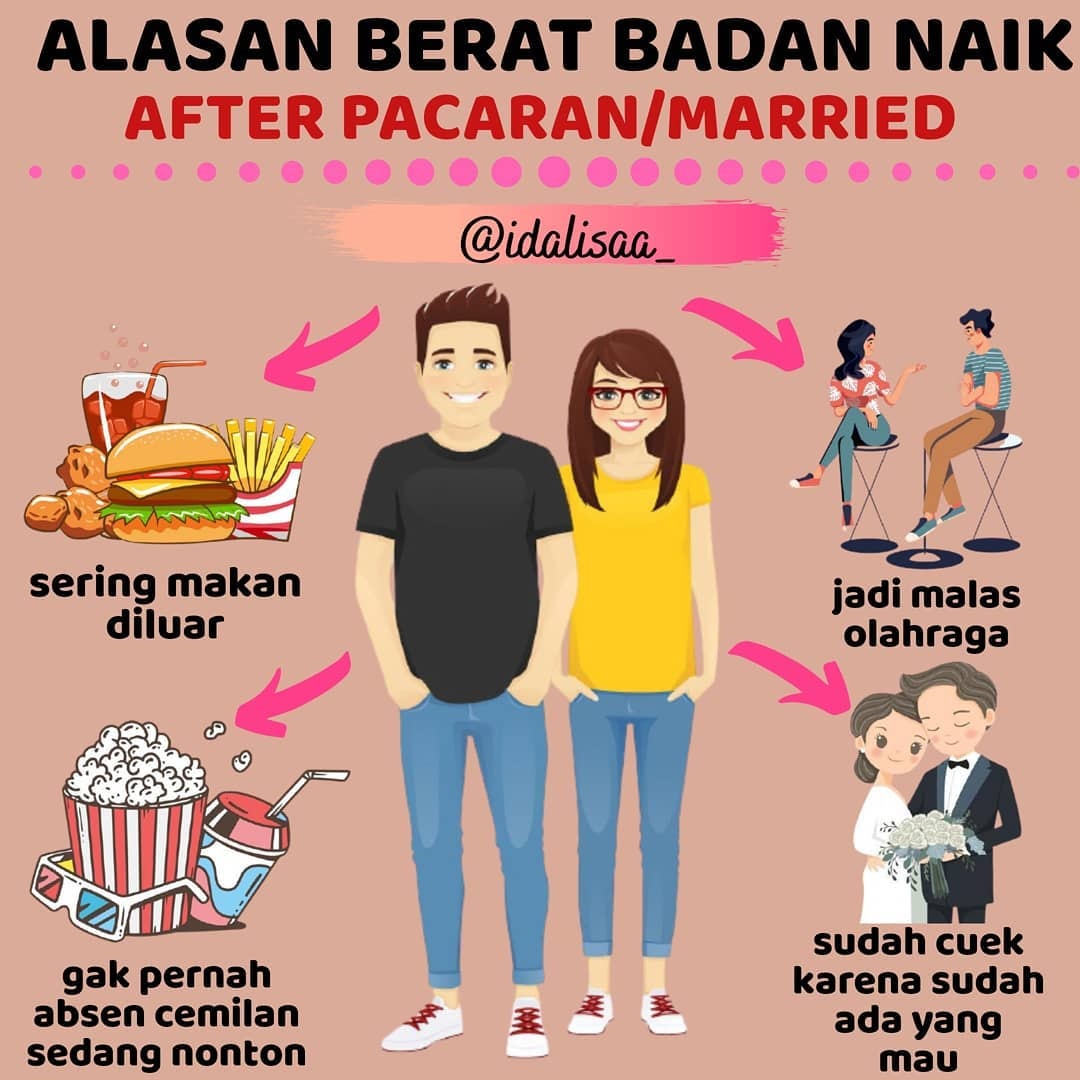 ALASAN BERAT BADAN NAIK
AFTER PACARAN/MARRIED
@idalisaa_
sering makan
diluar
jadi malas
olahraga
gak pernah
absen cemilan
sedang nonton
sudah cuek
karena sudah
ada yang
mau